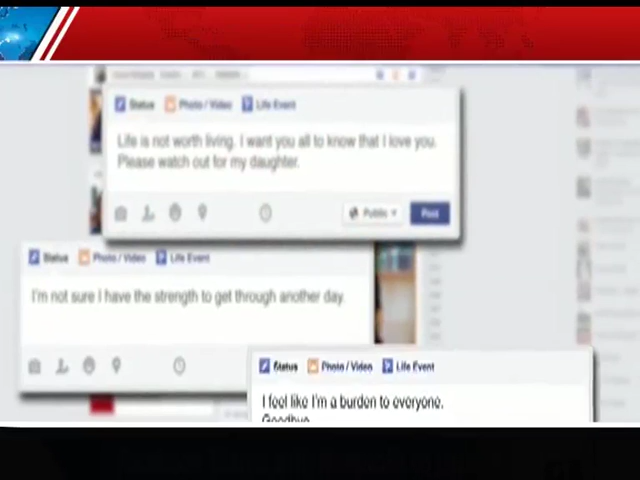 Status Photo / Video Life Event
Life is not worth living. I want you all to know that I love you.
Please watch out for my daughter.
Public Post
Status Photo / Video Life Event
I'm not sure I have the strength to get through another day.
Status Photo / Video Life Event
I feel like I'm a burden to everyone.
Goodbye